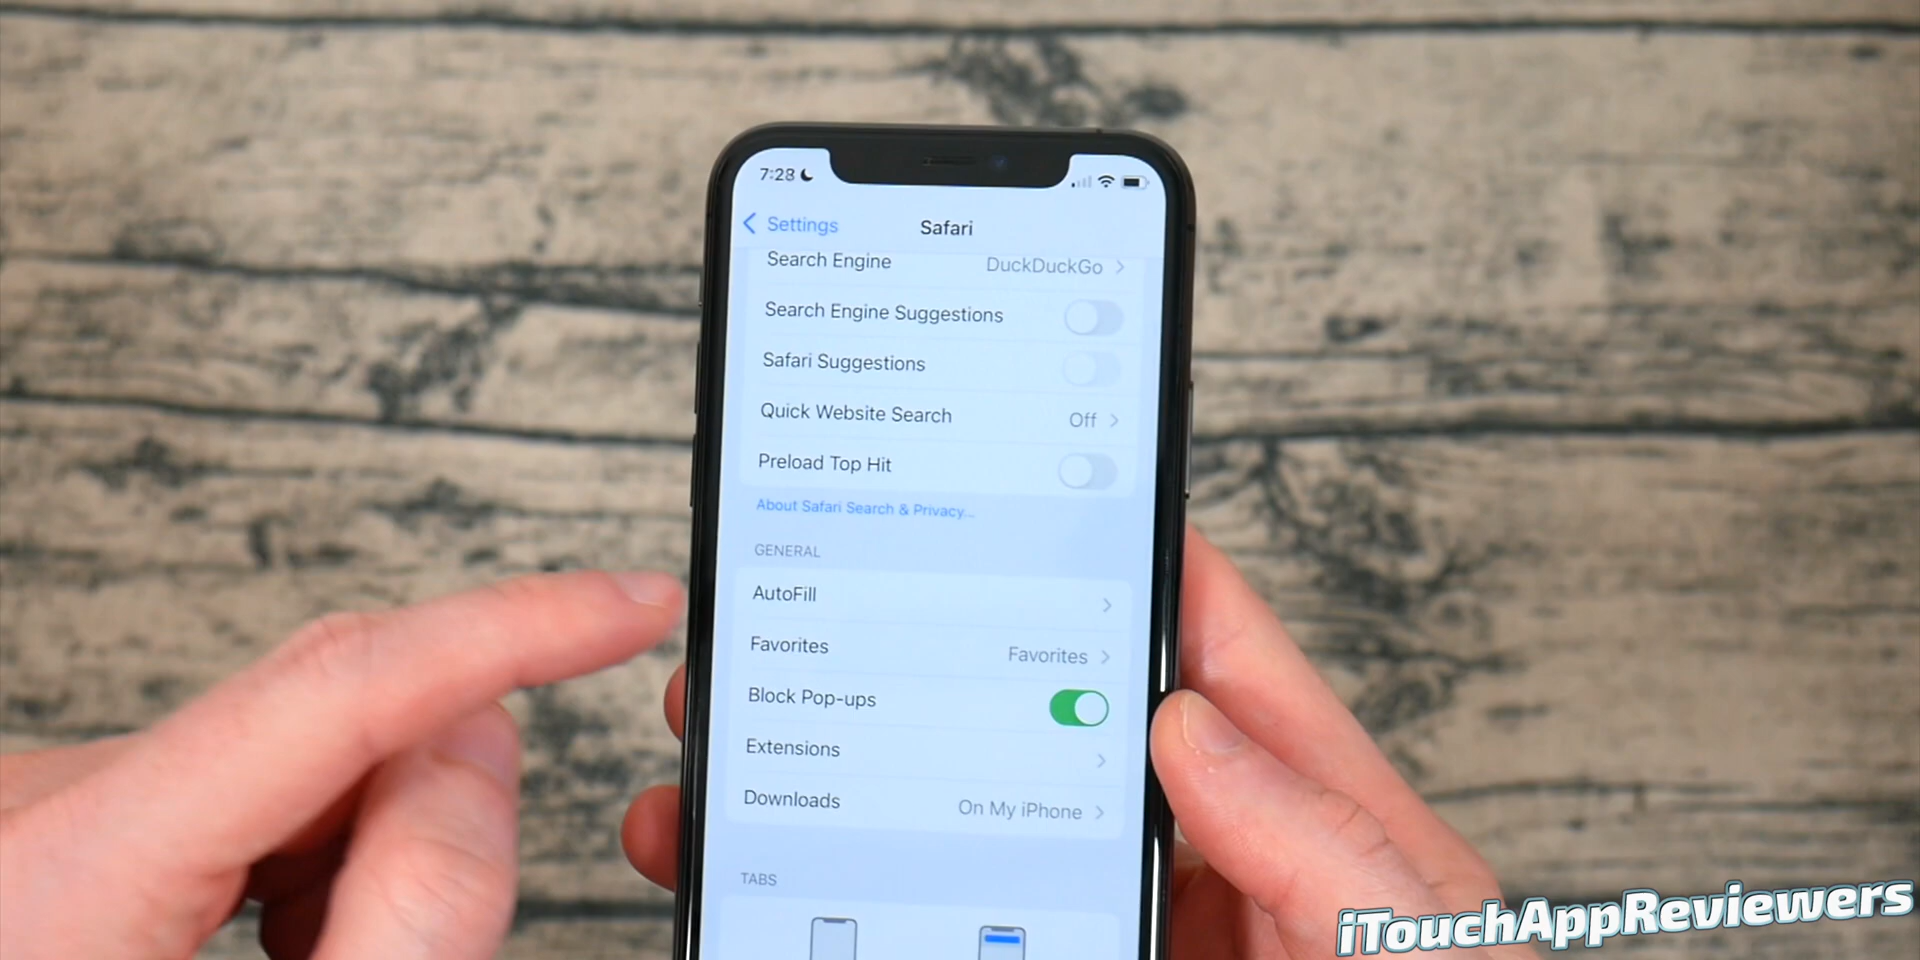 7:28
Settings
Safari
Search Engine DuckDuckGo
Search Engine Suggestions
Safari Suggestions
Quick Website Search Off
Preload Top Hit
About Safari Search & Privacy...
GENERAL
AutoFill
Favorites Favorites
Block Pop-ups
Extensions
Downloads On My iPhone
TABS
iTouchAppReviewers